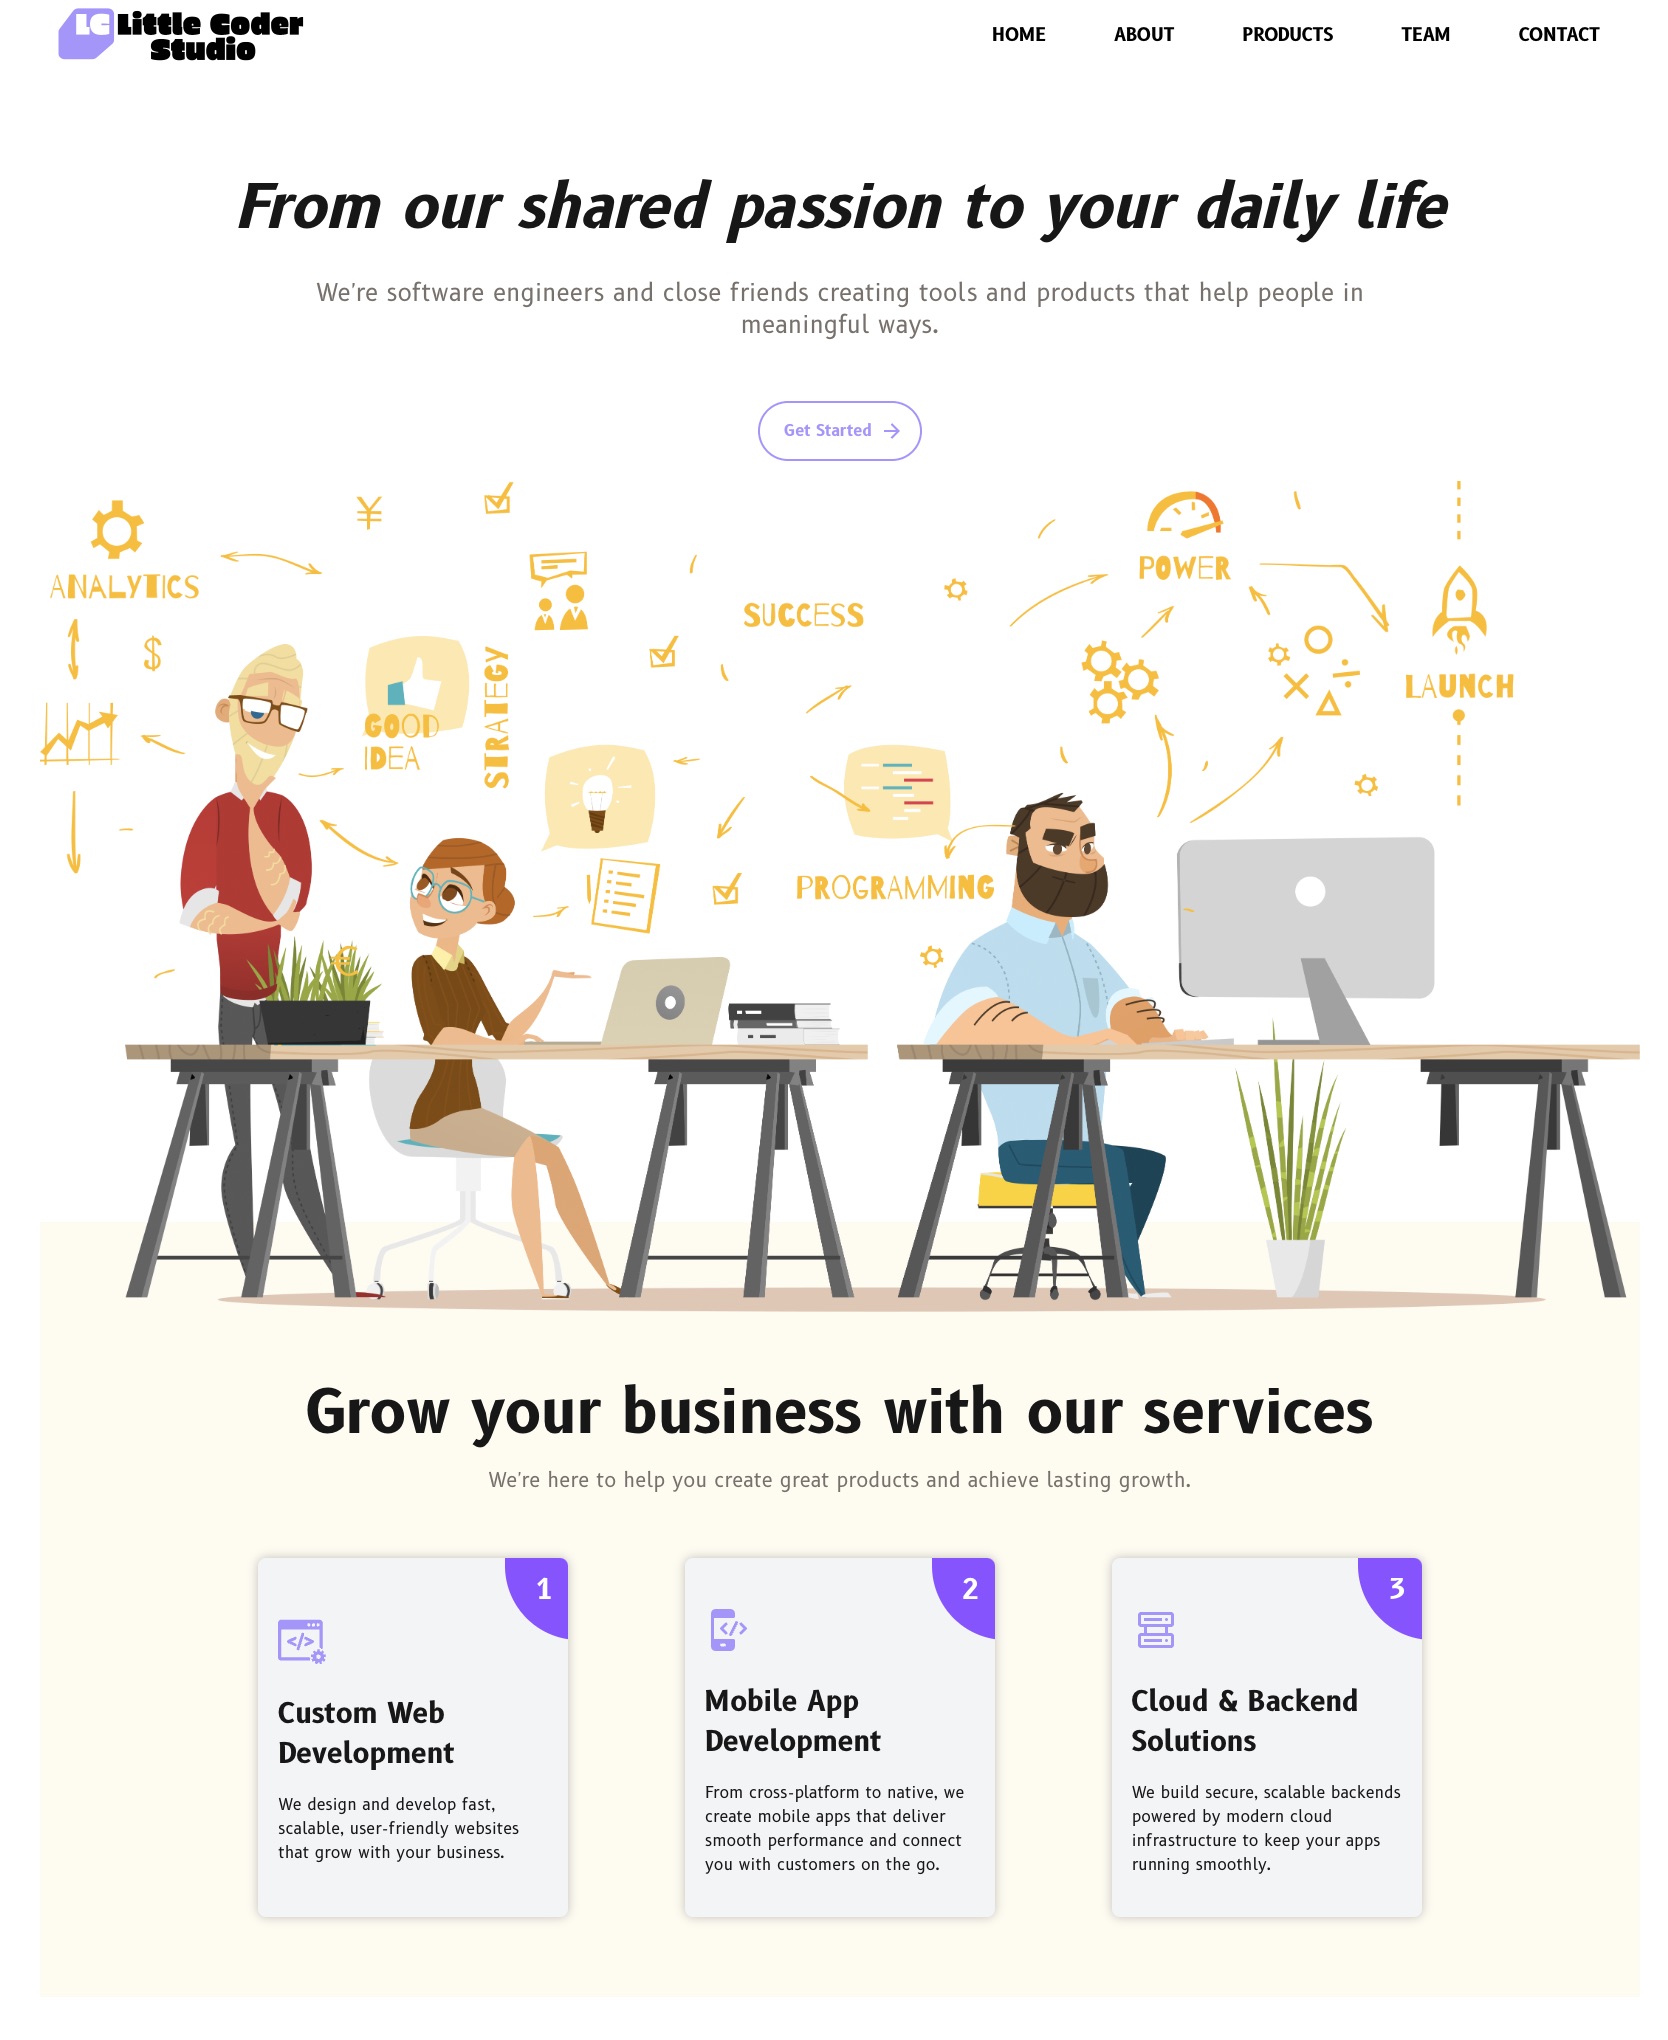 LC Little Coder
Studio
HOME ABOUT PRODUCTS TEAM CONTACT
From our shared passion to your daily life
We're software engineers and close friends creating tools and products that help people in
meaningful ways.
Get Started
ANALYTICS
¥
POWER
SUCCESS
$
STRATEGY
LAUNCH
GOOD
IDEA
PROGRAMMING
€
Grow your business with our services
We're here to help you create great products and achieve lasting growth.
1
</>
Custom Web
Development
We design and develop fast,
scalable, user-friendly websites
that grow with your business.
2
</>
Mobile App
Development
From cross-platform to native, we
create mobile apps that deliver
smooth performance and connect
you with customers on the go.
3
Cloud & Backend
Solutions
We build secure, scalable backends
powered by modern cloud
infrastructure to keep your apps
running smoothly.